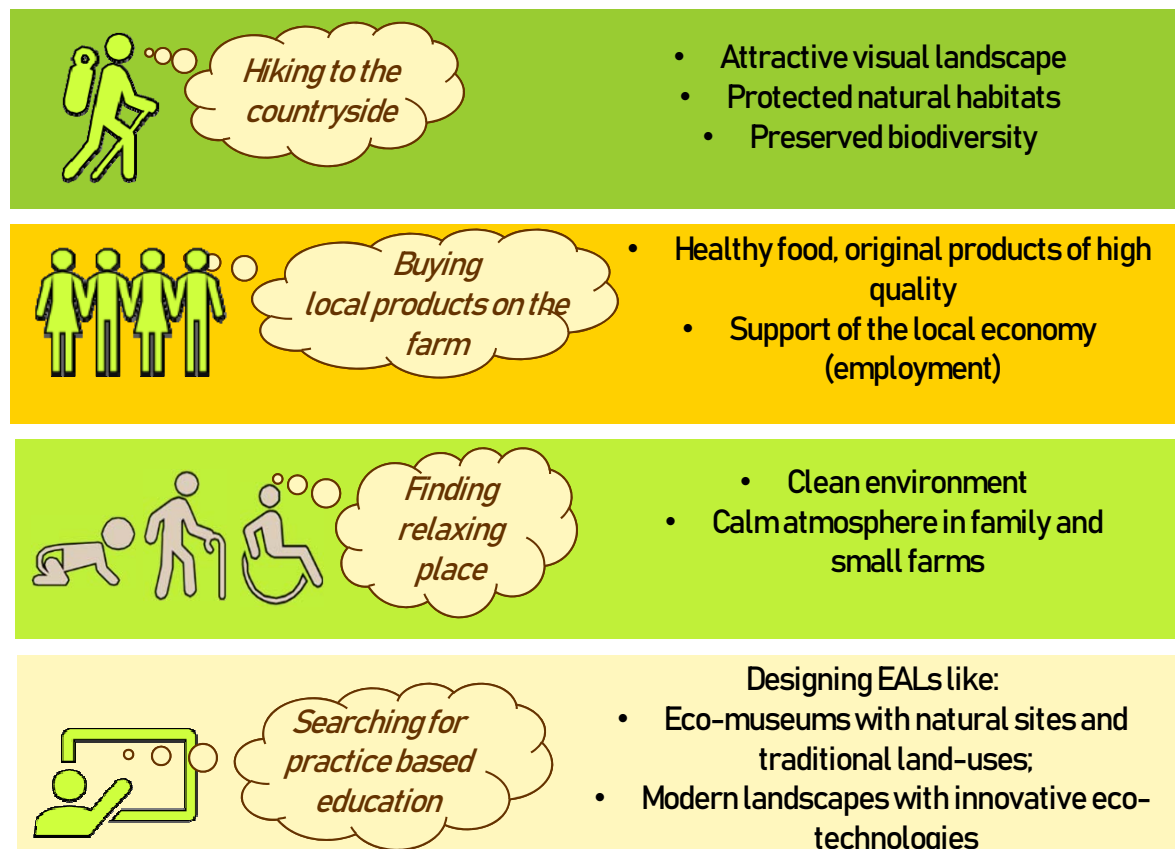 Hiking to the
countryside
• Attractive visual landscape
• Protected natural habitats
• Preserved biodiversity
Buying
local products on the
farm
• Healthy food, original products of high
quality
• Support of the local economy
(employment)
Finding
relaxing
place
• Clean environment
• Calm atmosphere in family and
small farms
Searching for
practice based
education
Designing EALs like:
• Eco-museums with natural sites and
traditional land-uses;
• Modern landscapes with innovative eco-
technologies